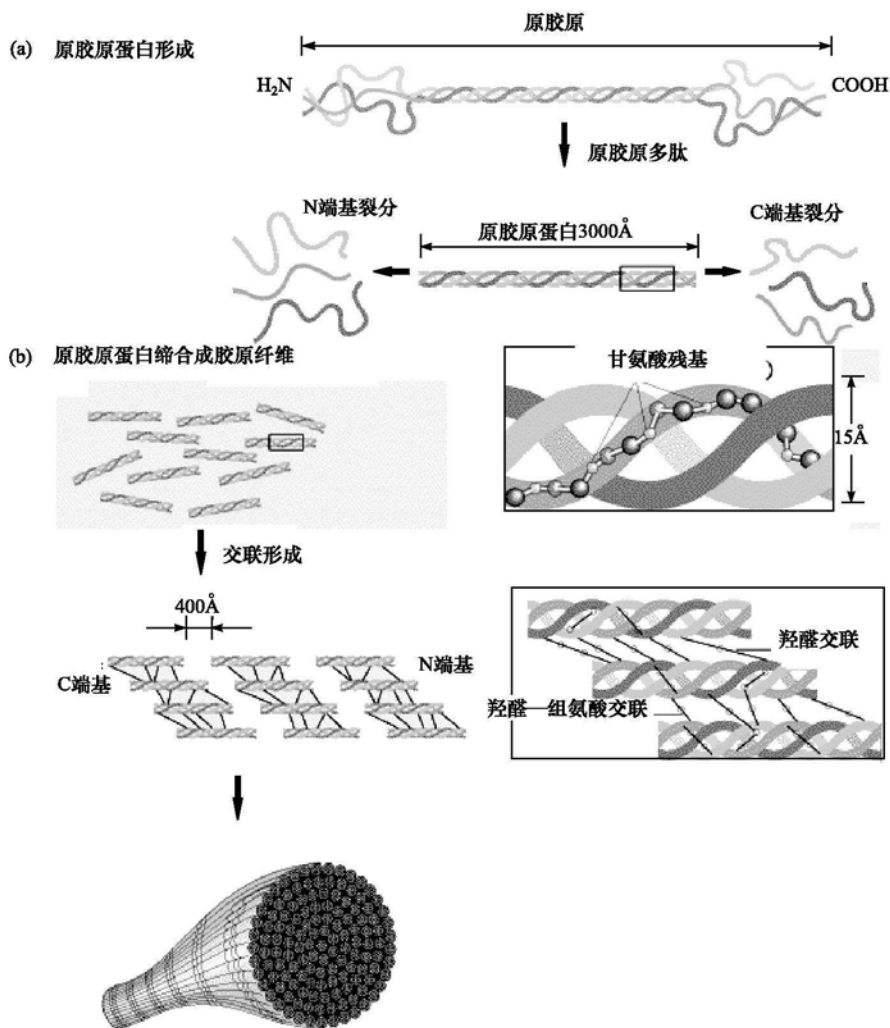 原胶原
(a) 原胶原蛋白形成
H₂N
COOH
原胶原多肽
N端基裂分
C端基裂分
原胶原蛋白3000Å
(b) 原胶原蛋白缔合成胶原纤维
甘氨酸残基
)
15Å
交联形成
400Å
C端基
N端基
羟醛交联
羟醛—组氨酸交联